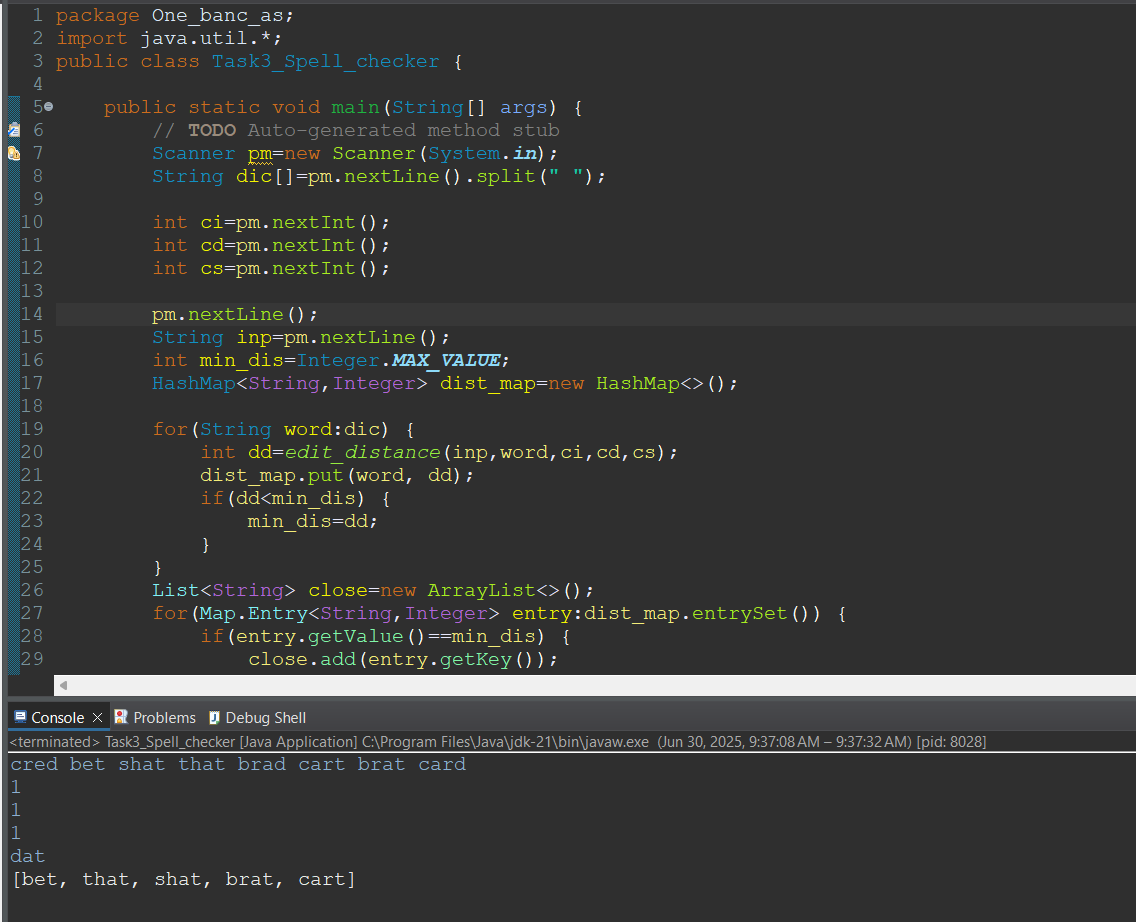 1 package One_banc_as;
2 import java.util.*;
3 public class Task3_Spell_checker {
4
5 public static void main(String[] args) {
6 // TODO Auto-generated method stub
7 Scanner pm=new Scanner(System.in);
8 String dic[]=pm.nextLine().split(" ");
9
10 int ci=pm.nextInt();
11 int cd=pm.nextInt();
12 int cs=pm.nextInt();
13
14 pm.nextLine();
15 String inp=pm.nextLine();
16 int min_dis=Integer.MAX_VALUE;
17 HashMap<String,Integer> dist_map=new HashMap<>();
18
19 for(String word:dic) {
20 int dd=edit_distance(inp,word,ci,cd,cs);
21 dist_map.put(word, dd);
22 if(dd<min_dis) {
23 min_dis=dd;
24 }
25 }
26 List<String> close=new ArrayList<>();
27 for(Map.Entry<String,Integer> entry:dist_map.entrySet()) {
28 if(entry.getValue()==min_dis) {
29 close.add(entry.getKey());
Console Problems Debug Shell
<terminated> Task3_Spell_checker [Java Application] C:\Program Files\Java\jdk-21\bin\javaw.exe (Jun 30, 2025, 9:37:08 AM – 9:37:32 AM) [pid: 8028]
cred bet shat that brad cart brat card
1
1
1
dat
[bet, that, shat, brat, cart]